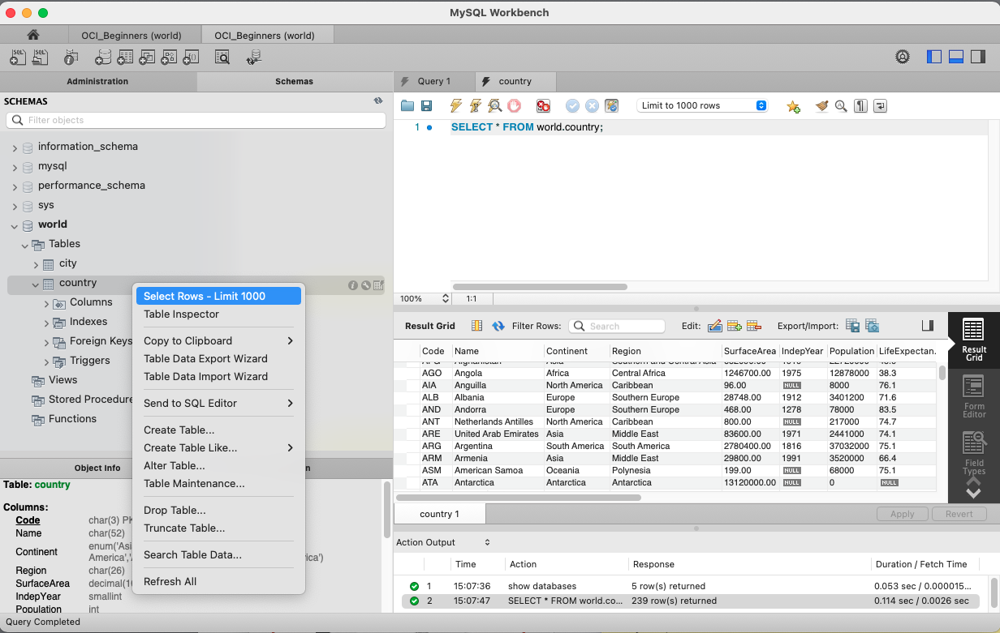 MySQL Workbench
OCI_Beginners (world)
OCI_Beginners (world)
SQL
SQL
Administration
Schemas
SCHEMAS
Filter objects
information_schema
mysql
performance_schema
sys
world
Tables
city
country
Columns
Indexes
Foreign Keys
Triggers
Views
Stored Procedure
Functions
Select Rows - Limit 1000
Table Inspector
Copy to Clipboard
Table Data Export Wizard
Table Data Import Wizard
Send to SQL Editor
Create Table...
Create Table Like...
Alter Table...
Table Maintenance...
Drop Table...
Truncate Table...
Search Table Data...
Refresh All
Object Info
Table: country
Columns:
Code char(3) PK
Name char(52)
Continent enum('Asi
America',
Region char(26)
SurfaceArea decimal(10
IndepYear smallint
Population int
Query Completed
Query 1
country
Limit to 1000 rows
1 SELECT * FROM world.country;
100% 1:1
Result Grid Filter Rows: Search Edit: Export/Import:
Code Name Continent Region SurfaceArea IndepYear Population LifeExpectan.
AGO Angola Africa Central Africa 1246700.00 1975 12878000 38.3
AIA Anguilla North America Caribbean 96.00 NULL 8000 76.1
ALB Albania Europe Southern Europe 28748.00 1912 3401200 71.6
AND Andorra Europe Southern Europe 468.00 1278 78000 83.5
ANT Netherlands Antilles North America Caribbean 800.00 NULL 217000 74.7
ARE United Arab Emirates Asia Middle East 83600.00 1971 2441000 74.1
ARG Argentina South America South America 2780400.00 1816 37032000 75.1
ARM Armenia Asia Middle East 29800.00 1991 3520000 66.4
ASM American Samoa Oceania Polynesia 199.00 NULL 68000 75.1
ATA Antarctica Antarctica Antarctica 13120000.00 NULL 0 NULL
Result
Grid
Form
Editor
Field
Types
country 1
Apply
Revert
Action Output
Time Action Response Duration / Fetch Time
1 15:07:36 show databases 5 row(s) returned 0.053 sec / 0.000015...
2 15:07:47 SELECT * FROM world.co... 239 row(s) returned 0.114 sec / 0.0026 sec